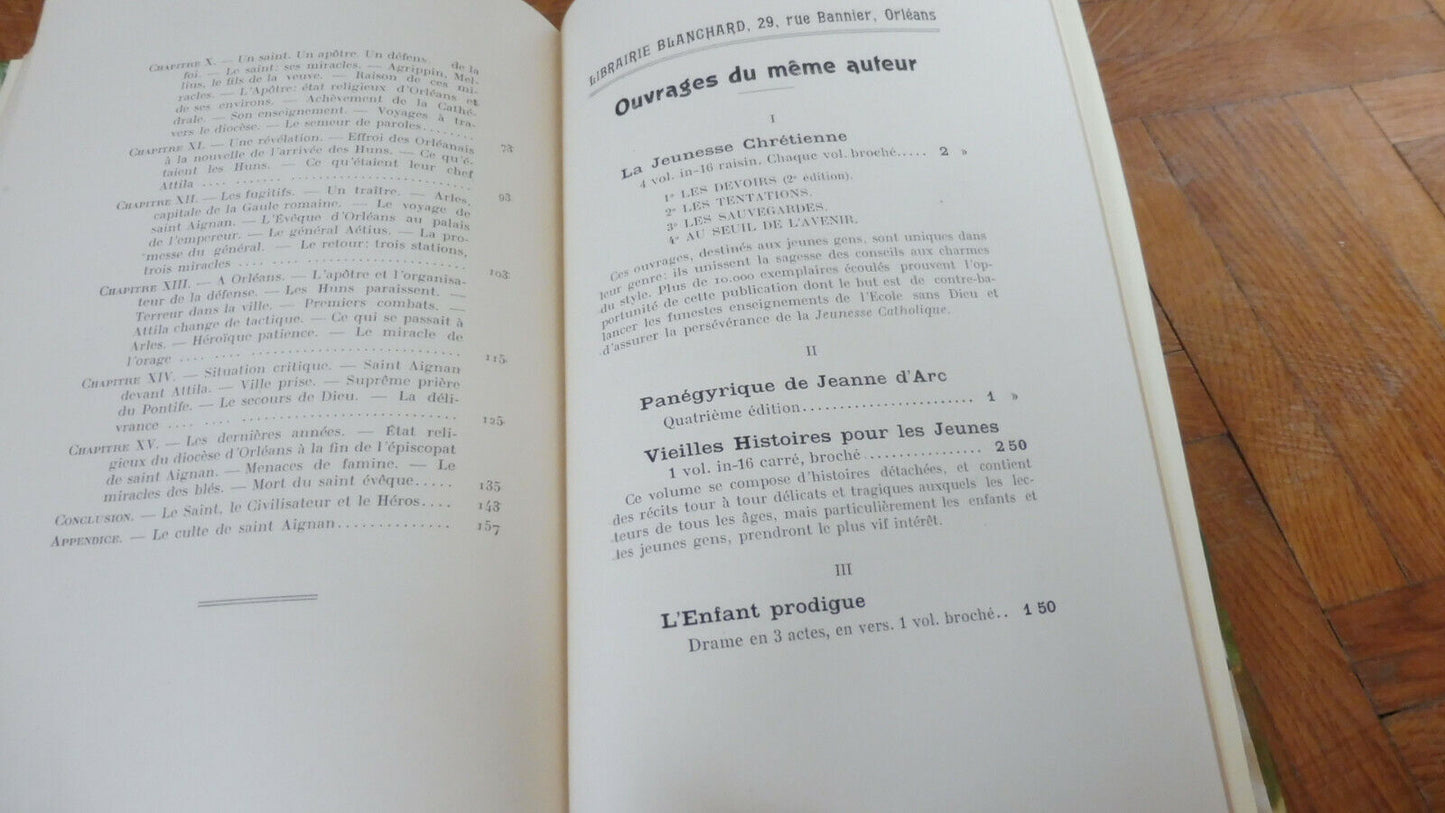 CHAPITRE X. — Un saint. Un apôtre. Un défens. de la
foi. — Le saint: ses miracles. — Agrippin, Mel-
lius, le fils de la veuve. — Raison de ces mi-
racles. — L'Apôtre: état religieux d'Orléans et
de ses environs. — Achèvement de la Cathé-
drale. — Son enseignement. — Voyages à tra-
vers le diocèse. — Le semeur de paroles........ 73
CHAPITRE XI. — Une révélation. — Effroi des Orléanais
à la nouvelle de l'arrivée des Huns. — Ce qu'é-
taient les Huns. — Ce qu'étaient leur chef
Attila .... .... .... .... .... .... 93
CHAPITRE XII. — Les fugitifs. — Un traître. — Arles,
capitale de la Gaule romaine. — Le voyage de
saint Aignan. — L'Évêque d'Orléans au palais
de l'empereur. — Le général Aétius. — La pro-
messe du général. — Le retour: trois stations,
trois miracles .... .... .... .... .... 103
CHAPITRE XIII. — A Orléans. — L'apôtre et l'organisa-
teur de la défense. — Les Huns paraissent. —
Terreur dans la ville. — Premiers combats. —
Attila change de tactique. — Ce qui se passait à
Arles. — Héroïque patience. — Le miracle de
l'orage .... .... .... .... .... .... 115
CHAPITRE XIV. — Situation critique. — Saint Aignan
devant Attila. — Ville prise. — Suprême prière
du Pontife. — Le secours de Dieu. — La déli-
vrance .... .... .... .... .... .... 125
CHAPITRE XV. — Les dernières années. — État reli-
gieux du diocèse d'Orléans à la fin de l'épiscopat
de saint Aignan. — Menaces de famine. — Le
miracles des blés. — Mort du saint évêque..... 135
CONCLUSION. — Le Saint, le Civilisateur et le Héros.... 143
APPENDICE. — Le culte de saint Aignan.............. 157
LIBRAIRIE BLANCHARD, 29, rue Bannier, Orléans
Ouvrages du même auteur
I
La Jeunesse Chrétienne
4 vol. in-16 raisin. Chaque vol. broché..... 2 »
1º LES DEVOIRS (2e édition).
2º LES TENTATIONS.
3º LES SAUVEGARDES.
4º AU SEUIL DE L'AVENIR.
Ces ouvrages, destinés aux jeunes gens, sont uniques dans
leur genre: ils unissent la sagesse des conseils aux charmes
du style. Plus de 10.000 exemplaires écoulés prouvent l'op-
portunité de cette publication dont le but est de contre-ba-
lancer les funestes enseignements de l'Ecole sans Dieu et
d'assurer la persévérance de la Jeunesse Catholique.
II
Panégyrique de Jeanne d'Arc
Quatrième édition........................ 1 »
Vieilles Histoires pour les Jeunes
1 vol. in-16 carré, broché................. 2 50
Ce volume se compose d'histoires détachées, et contient
des récits tour à tour délicats et tragiques auxquels les lec-
teurs de tous les âges, mais particulièrement les enfants et
les jeunes gens, prendront le plus vif intérêt.
III
L'Enfant prodigue
Drame en 3 actes, en vers. 1 vol. broché.. 1 50